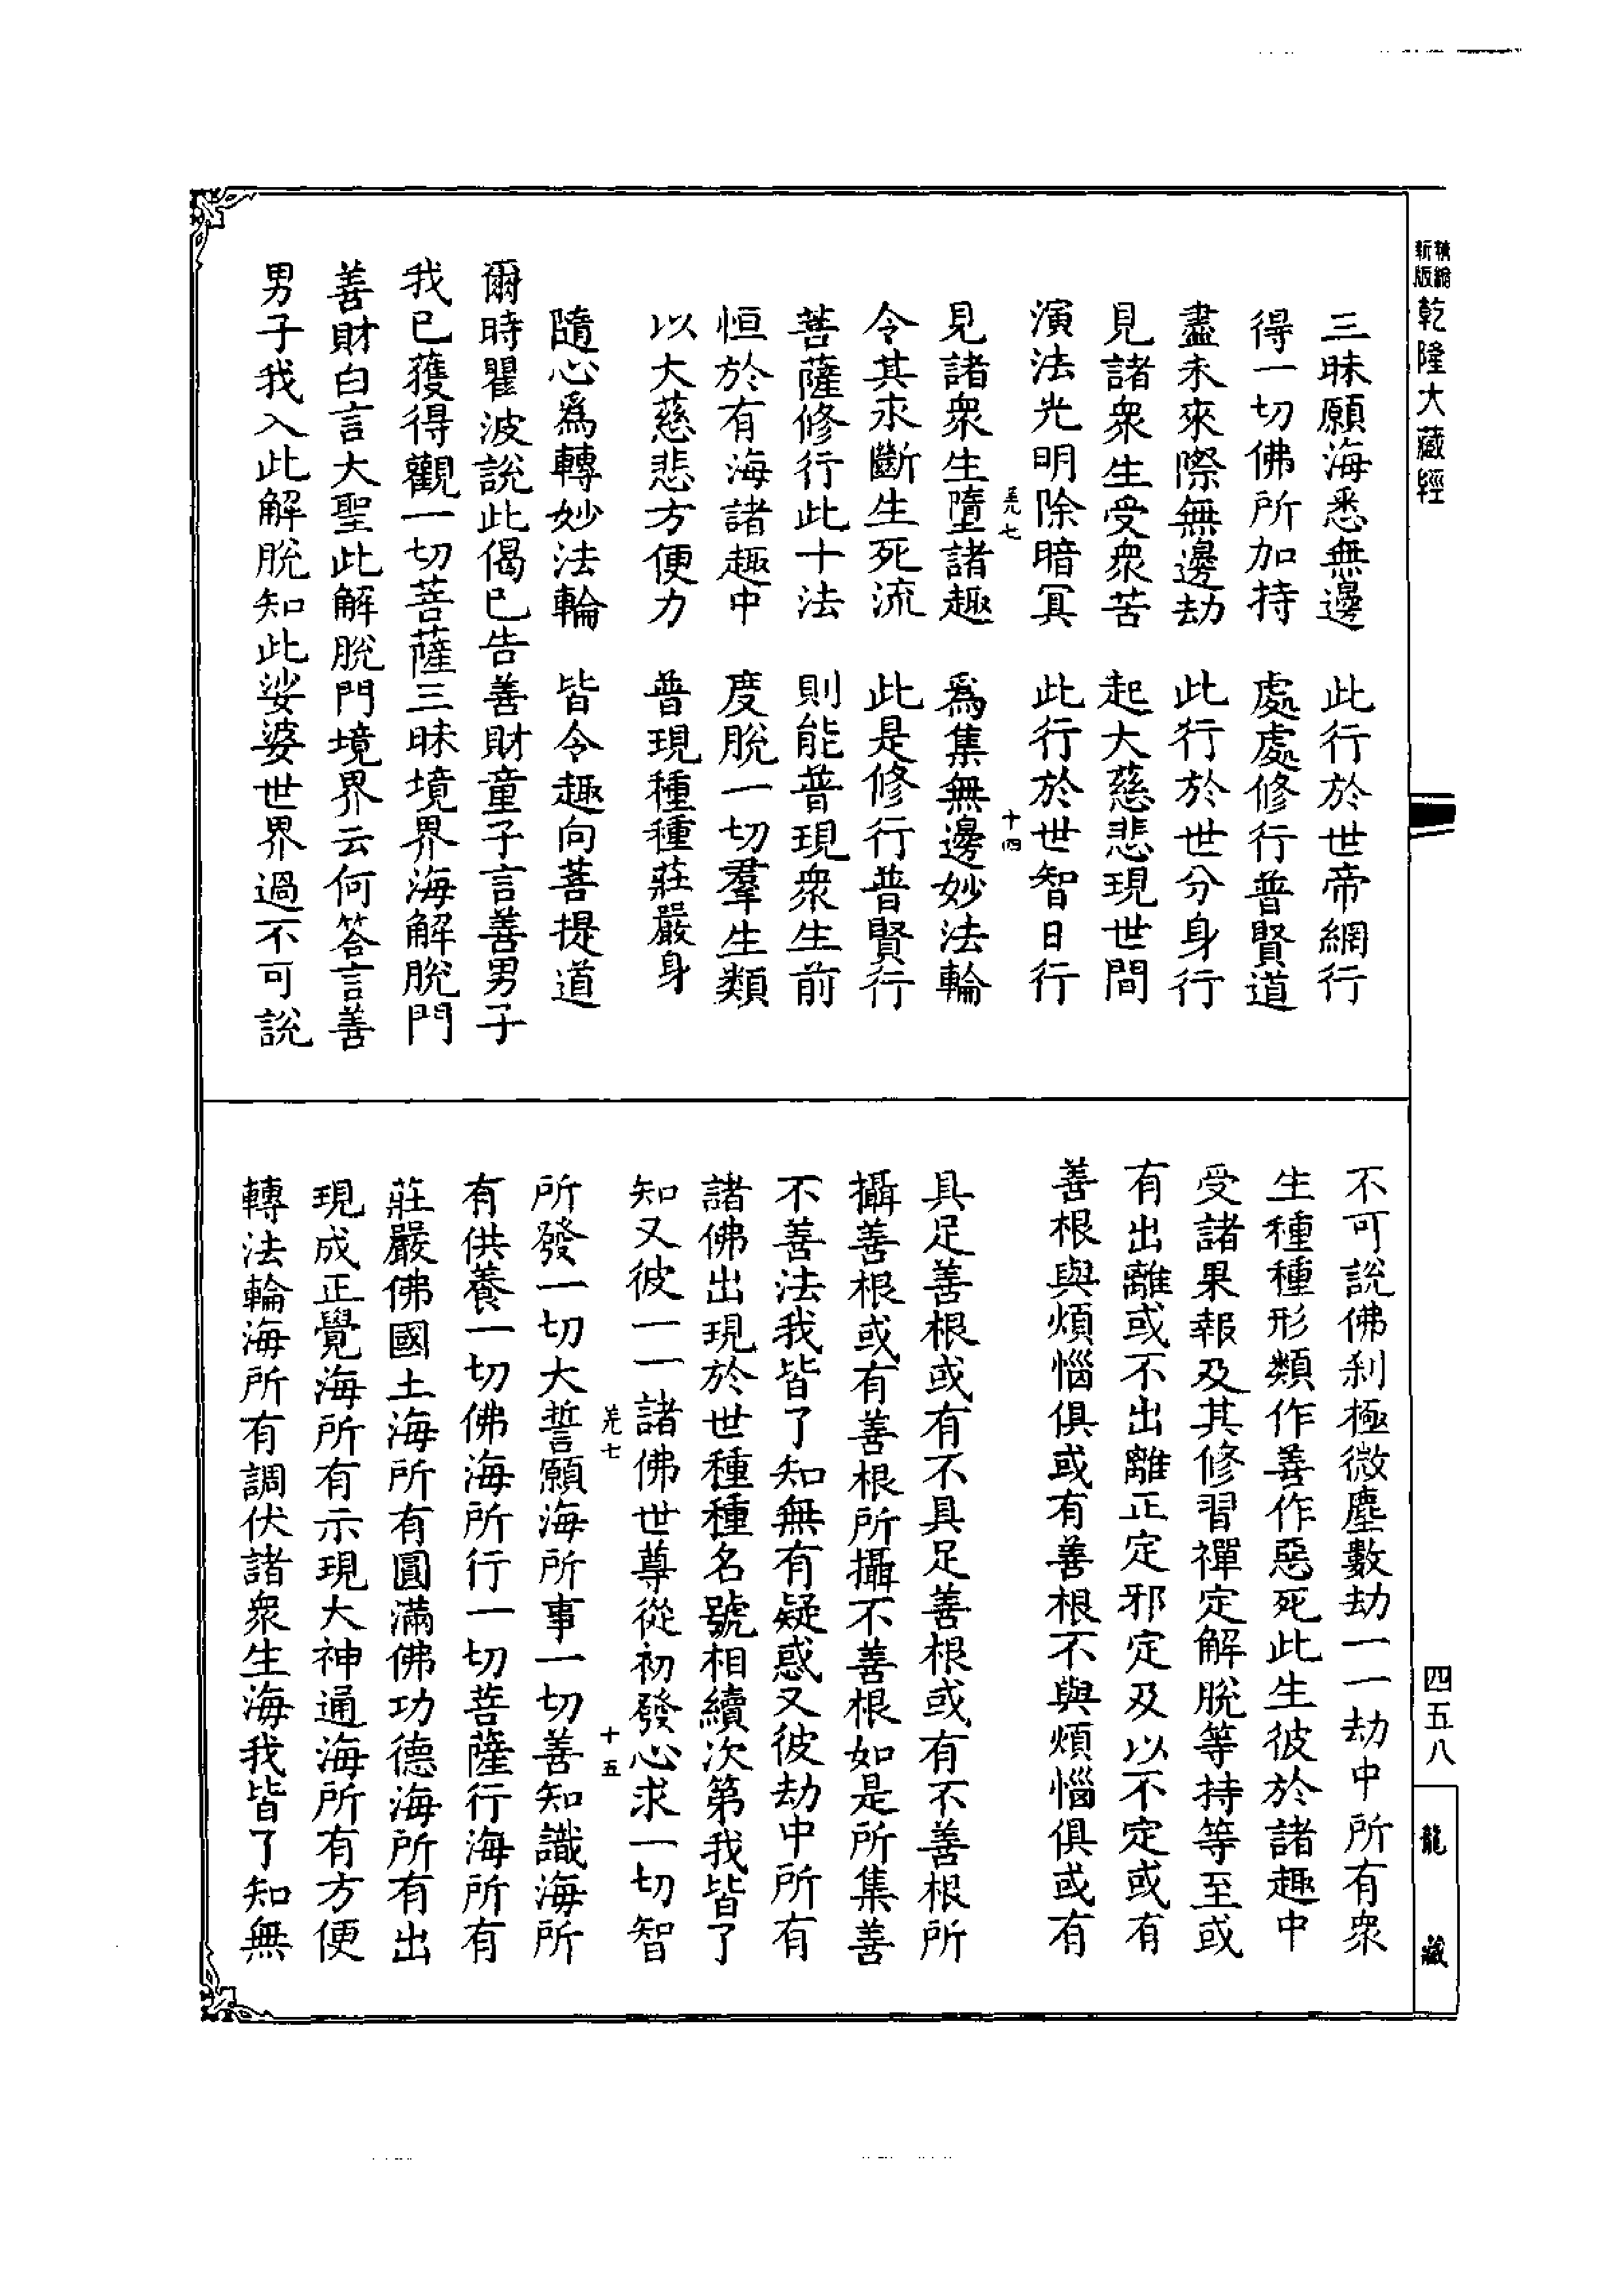 精縮
新版
乾隆大藏經
三昧願海悉無邊　此行於世帝網行
得一切佛所加持　處處修行普賢道
盡未來際無邊劫　此行於世分身行
見諸衆生受衆苦　起大慈悲現世間
演法光明除暗冥　此行於世智日行
七　十四
見諸衆生墮諸趣　爲集無邊妙法輪
令其永斷生死流　此是修行普賢行
菩薩修行此十法　則能普現衆生前
恒於有海諸趣中　度脫一切羣生類
以大慈悲方便力　普現種種莊嚴身
隨心爲轉妙法輪　皆令趣向菩提道
爾時瞿波說此偈已告善財童子言善男子
我已獲得觀一切菩薩三昧境界海解脫門
善財白言大聖此解脫門境界云何答言善
男子我入此解脫知此娑婆世界過不可說
不可說佛刹極微塵數劫一一劫中所有衆
生種種形類作善作惡死此生彼於諸趣中
受諸果報及其修習禪定解脫等持等至或
有出離或不出離正定邪定及以不定或有
善根與煩惱俱或有善根不與煩惱俱或有
具足善根或有不具足善根或有不善根所
攝善根或有善根所攝不善根如是所集善
不善法我皆了知無有疑惑又彼劫中所有
諸佛出現於世種種名號相續次第我皆了
知又彼一一諸佛世尊從初發心求一切智
七　十五
所發一切大誓願海所事一切善知識海所
有供養一切佛海所行一切菩薩行海所有
莊嚴佛國土海所有圓滿佛功德海所有出
現成正覺海所有示現大神通海所有方便
轉法輪海所有調伏諸衆生海我皆了知無
四五八
龍藏